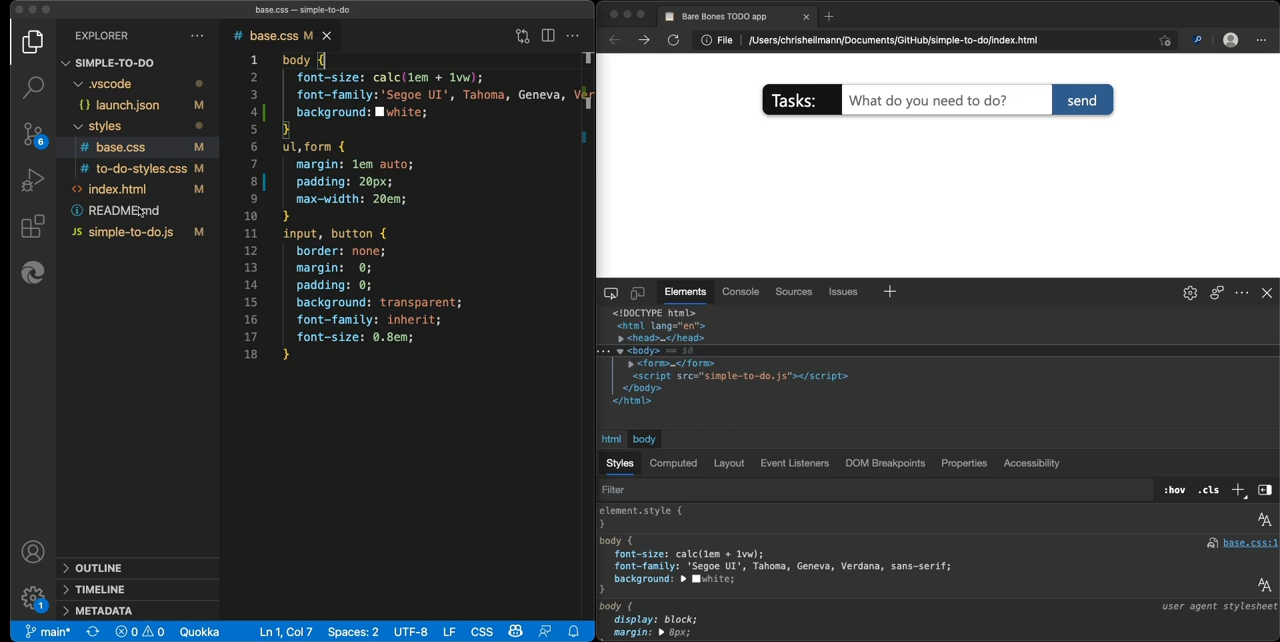 base.css — simple-to-do
EXPLORER
SIMPLE-TO-DO
.vscode
{} launch.json M
styles
# base.css M
# to-do-styles.css M
<> index.html M
README.md
JS simple-to-do.js M
6
1
OUTLINE
TIMELINE
METADATA
# base.css M
1 body {
2 font-size: calc(1em + 1vw);
3 font-family:'Segoe UI', Tahoma, Geneva, Ver
4 background: white;
5 }
6 ul,form {
7 margin: 1em auto;
8 padding: 20px;
9 max-width: 20em;
10 }
11 input, button {
12 border: none;
13 margin: 0;
14 padding: 0;
15 background: transparent;
16 font-family: inherit;
17 font-size: 0.8em;
18 }
main* 0 0 Quokka Ln 1, Col 7 Spaces: 2 UTF-8 LF CSS
Bare Bones TODO app
File /Users/chrisheilmann/Documents/GitHub/simple-to-do/index.html
Tasks: What do you need to do? send
Elements Console Sources Issues
<!DOCTYPE html>
<html lang="en">
<head>…</head>
<body> == $0
<form>…</form>
<script src="simple-to-do.js"></script>
</body>
</html>
html body
Styles Computed Layout Event Listeners DOM Breakpoints Properties Accessibility
Filter :hov .cls
element.style {
}
body { base.css:1
font-size: calc(1em + 1vw);
font-family: 'Segoe UI', Tahoma, Geneva, Verdana, sans-serif;
background: white;
}
body { user agent stylesheet
display: block;
margin: 8px;